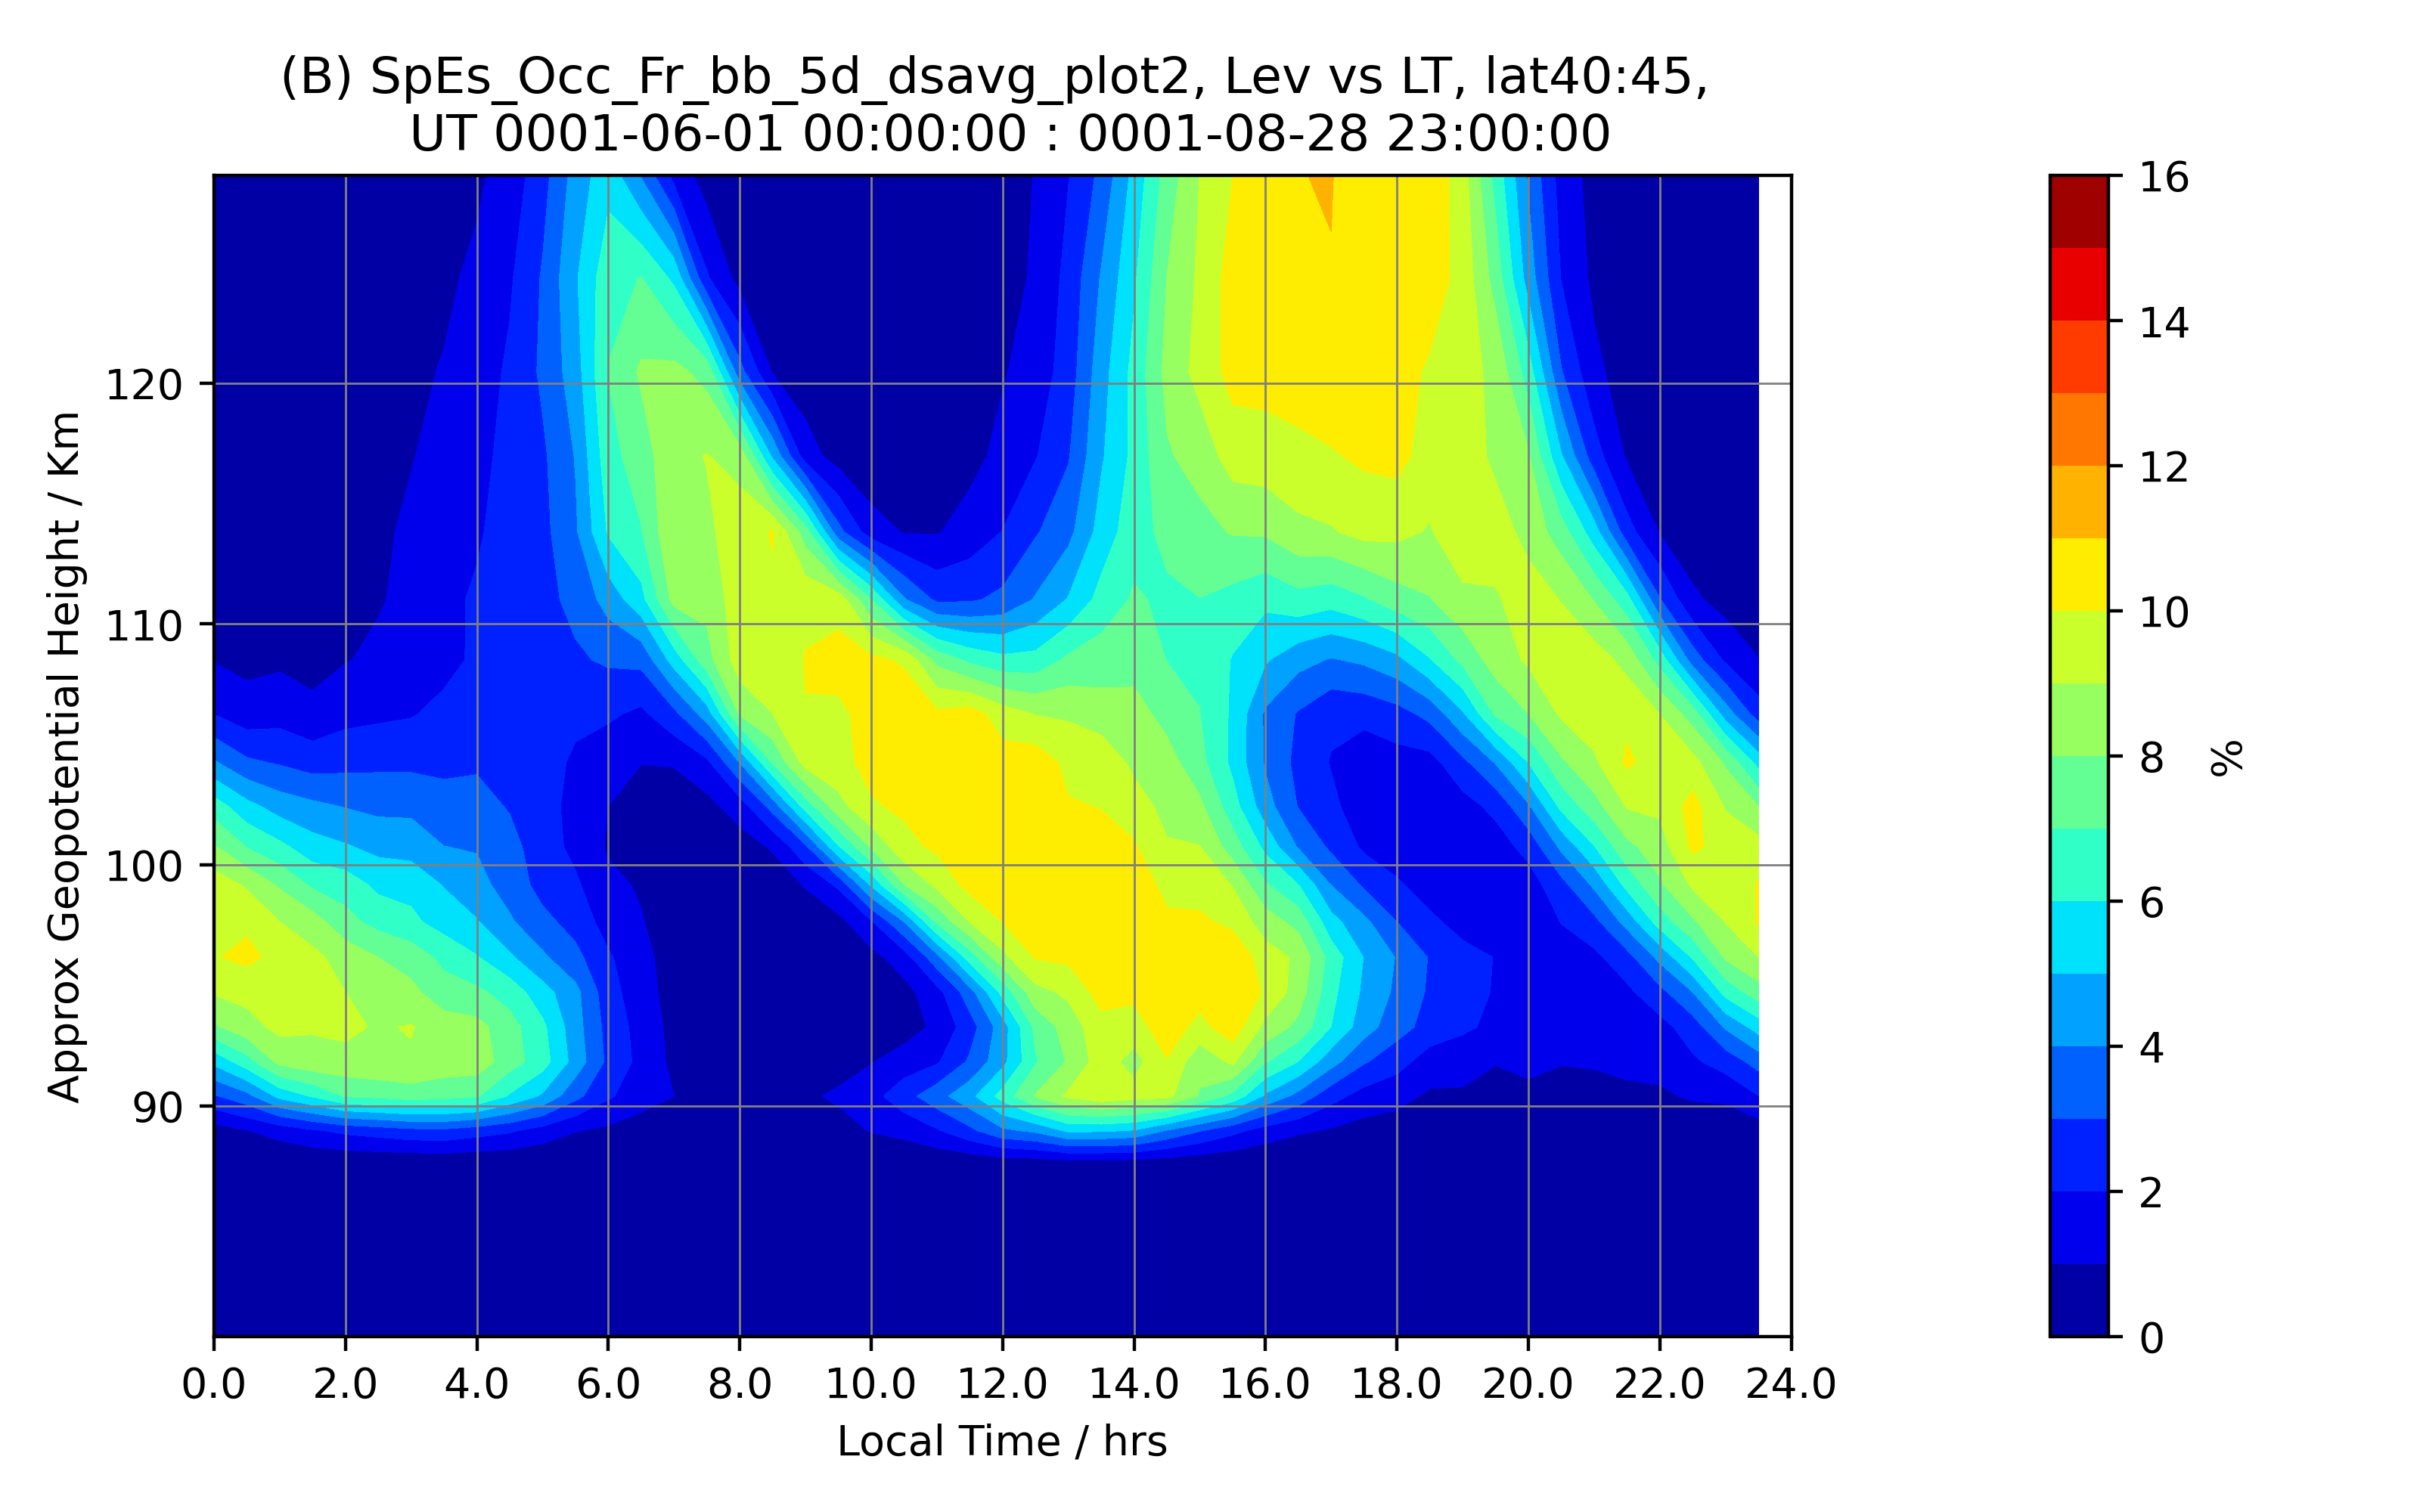 (B) SpEs_Occ_Fr_bb_5d_dsavg_plot2, Lev vs LT, lat40:45,
UT 0001-06-01 00:00:00 : 0001-08-28 23:00:00
Approx Geopotential Height / Km
120
110
100
90
0.0 2.0 4.0 6.0 8.0 10.0 12.0 14.0 16.0 18.0 20.0 22.0 24.0
Local Time / hrs
16
14
12
10
8
6
4
2
0
%